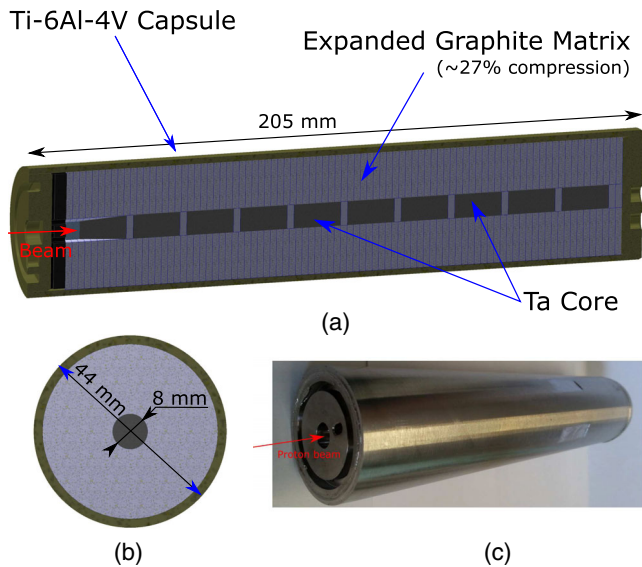 Ti-6Al-4V Capsule
Expanded Graphite Matrix
(~27% compression)
205 mm
Beam
Ta Core
(a)
44 mm
8 mm
Proton beam
(b)
(c)